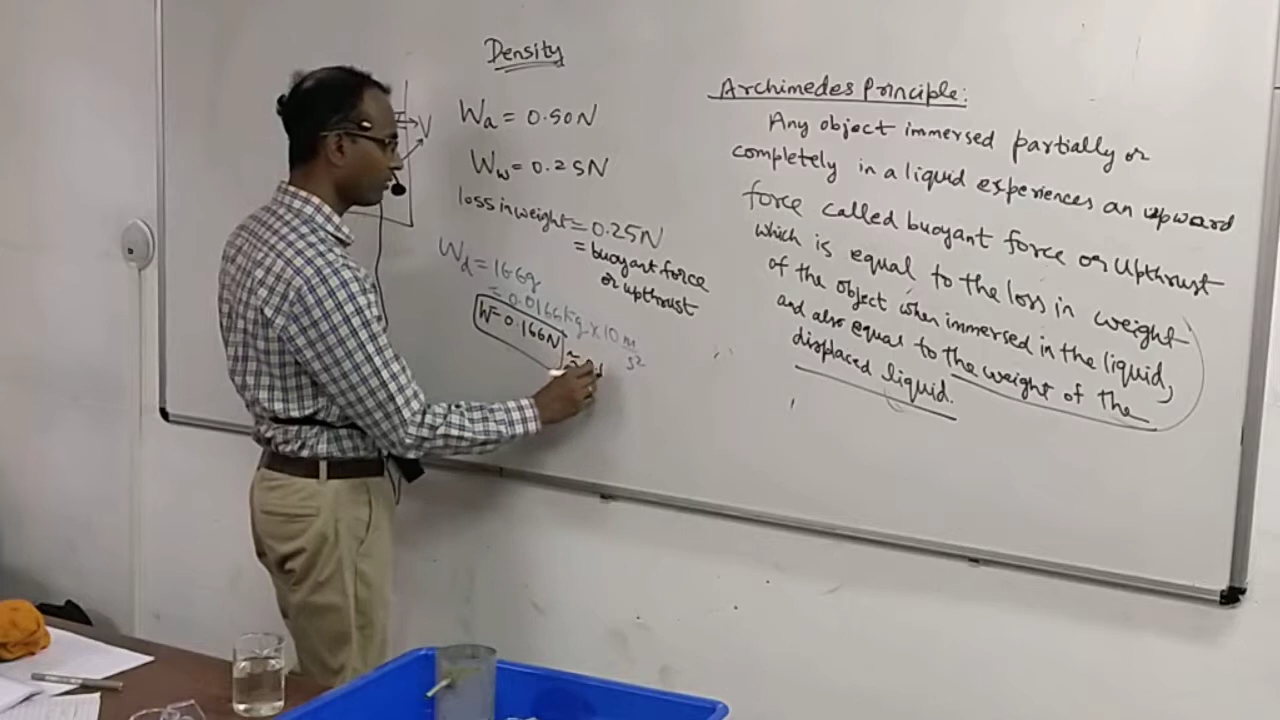 Density
V
Wa = 0.50N
Ww = 0.25N
loss in weight = 0.25N
= buoyant force
or upthrust
Wd = 16.6g
= 0.0166kg × 10 m/s2
W = 0.166N
Archimedes Principle:
Any object immersed partially or
completely in a liquid experiences an upward
force called buoyant force or Upthrust
which is equal to the loss in weight
of the object when immersed in the liquid,
and also equal to the weight of the
displaced liquid.